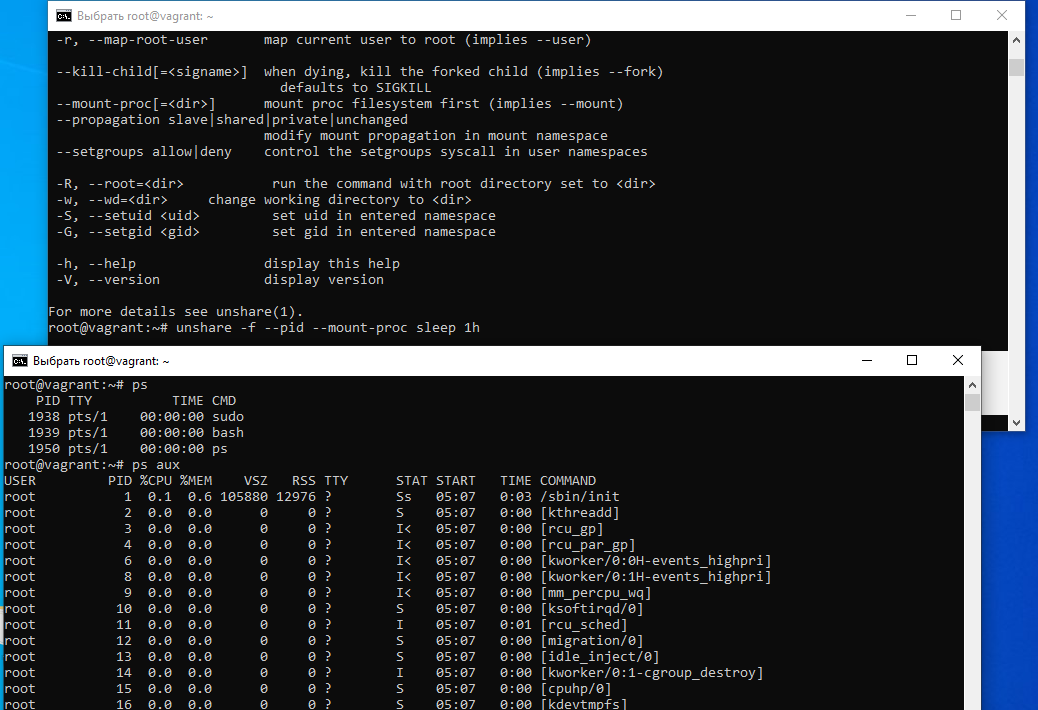 Выбрать root@vagrant: ~
-r, --map-root-user       map current user to root (implies --user)
--kill-child[=<signame>]  when dying, kill the forked child (implies --fork)
defaults to SIGKILL
--mount-proc[=<dir>]      mount proc filesystem first (implies --mount)
--propagation slave|shared|private|unchanged
modify mount propagation in mount namespace
--setgroups allow|deny    control the setgroups syscall in user namespaces
-R, --root=<dir>           run the command with root directory set to <dir>
-w, --wd=<dir>     change working directory to <dir>
-S, --setuid <uid>         set uid in entered namespace
-G, --setgid <gid>         set gid in entered namespace
-h, --help                display this help
-V, --version             display version
For more details see unshare(1).
root@vagrant:~# unshare -f --pid --mount-proc sleep 1h
Выбрать root@vagrant: ~
root@vagrant:~# ps
PID TTY          TIME CMD
1938 pts/1    00:00:00 sudo
1939 pts/1    00:00:00 bash
1950 pts/1    00:00:00 ps
root@vagrant:~# ps aux
USER         PID %CPU %MEM    VSZ   RSS TTY      STAT START   TIME COMMAND
root           1  0.1  0.6 105880 12976 ?        Ss   05:07   0:03 /sbin/init
root           2  0.0  0.0      0     0 ?        S    05:07   0:00 [kthreadd]
root           3  0.0  0.0      0     0 ?        I<   05:07   0:00 [rcu_gp]
root           4  0.0  0.0      0     0 ?        I<   05:07   0:00 [rcu_par_gp]
root           6  0.0  0.0      0     0 ?        I<   05:07   0:00 [kworker/0:0H-events_highpri]
root           8  0.0  0.0      0     0 ?        I<   05:07   0:00 [kworker/0:1H-events_highpri]
root           9  0.0  0.0      0     0 ?        I<   05:07   0:00 [mm_percpu_wq]
root          10  0.0  0.0      0     0 ?        S    05:07   0:00 [ksoftirqd/0]
root          11  0.0  0.0      0     0 ?        I    05:07   0:01 [rcu_sched]
root          12  0.0  0.0      0     0 ?        S    05:07   0:00 [migration/0]
root          13  0.0  0.0      0     0 ?        S    05:07   0:00 [idle_inject/0]
root          14  0.0  0.0      0     0 ?        I    05:07   0:00 [kworker/0:1-cgroup_destroy]
root          15  0.0  0.0      0     0 ?        S    05:07   0:00 [cpuhp/0]
root          16  0.0  0.0      0     0 ?        S    05:07   0:00 [kdevtmpfs]